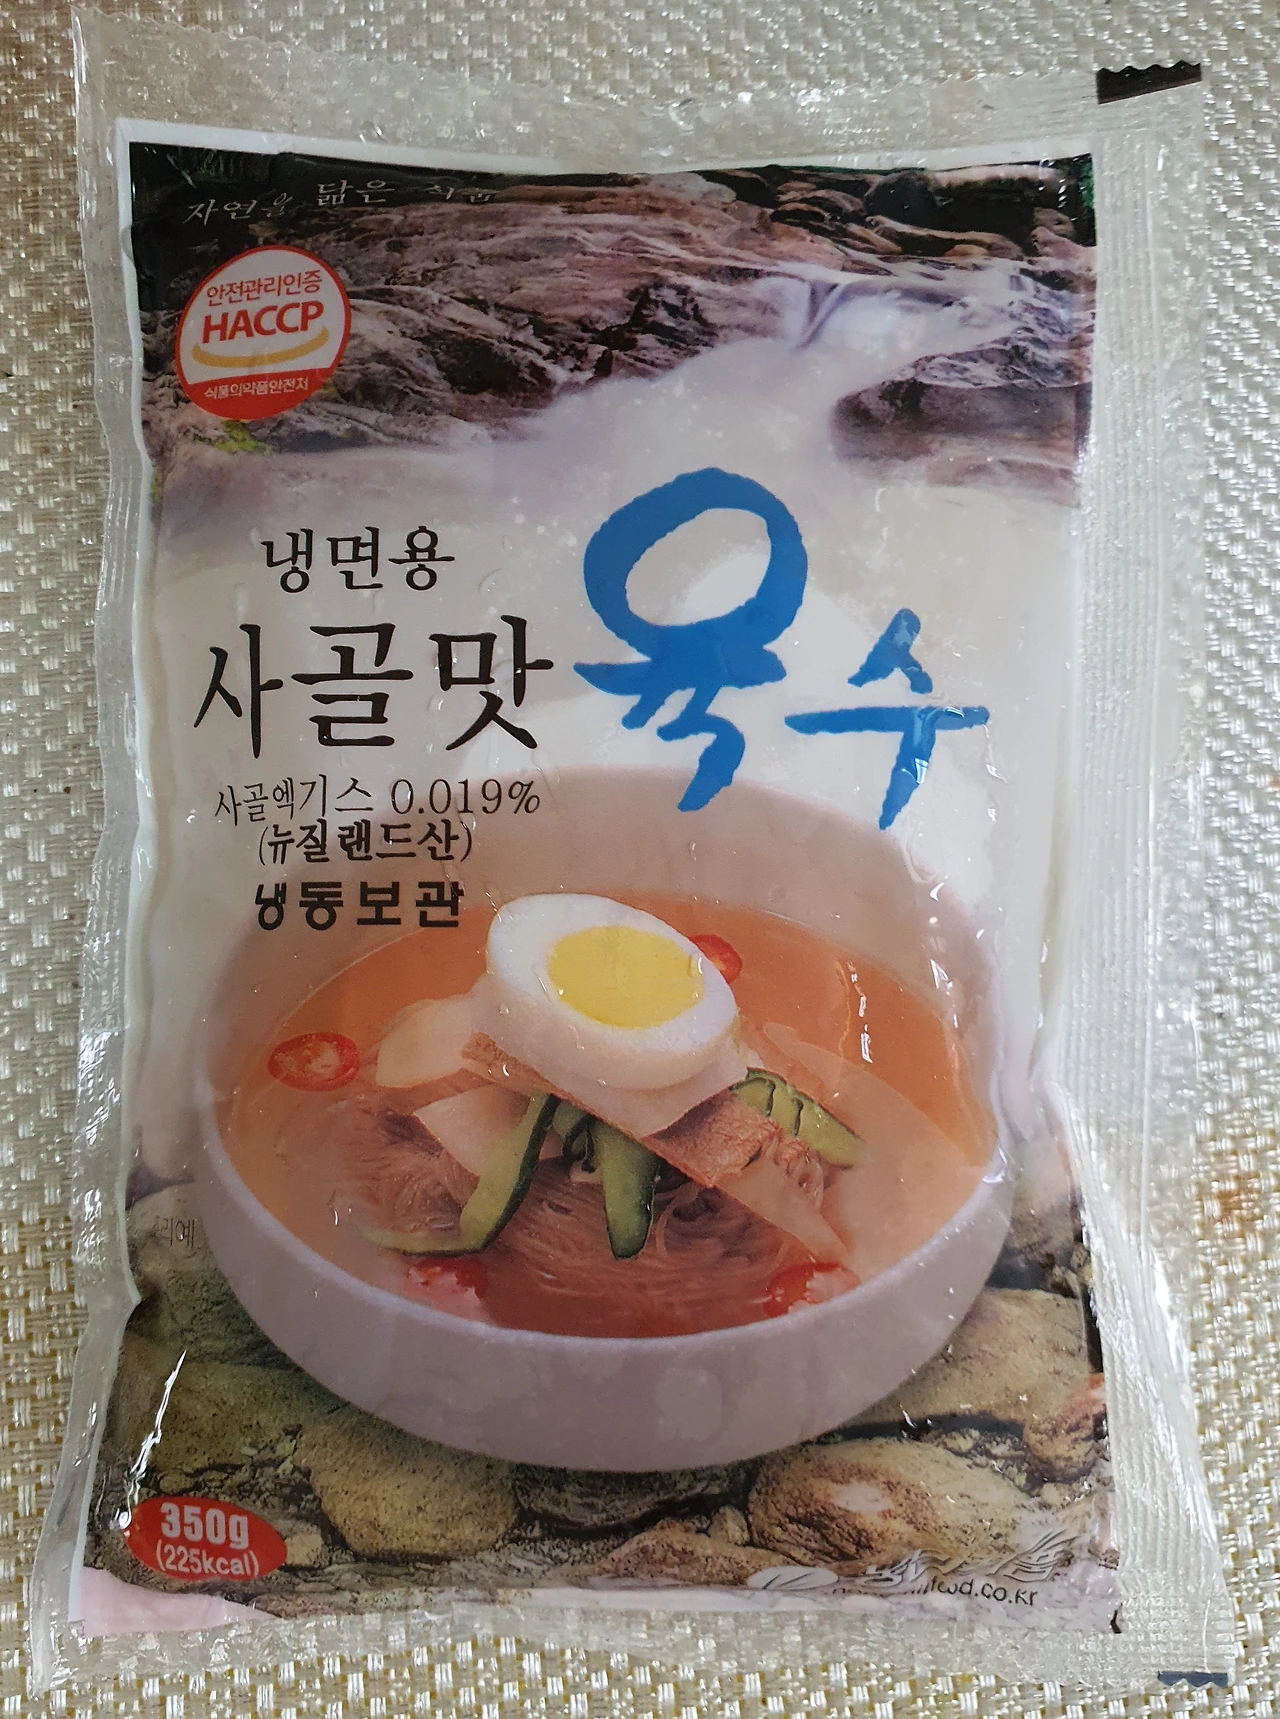 자연을 닮은 식품
안전관리인증
HACCP
식품의약품안전처
냉면용
사골맛 육수
사골엑기스 0.019%
(뉴질랜드산)
냉동보관
350g
(225kcal)